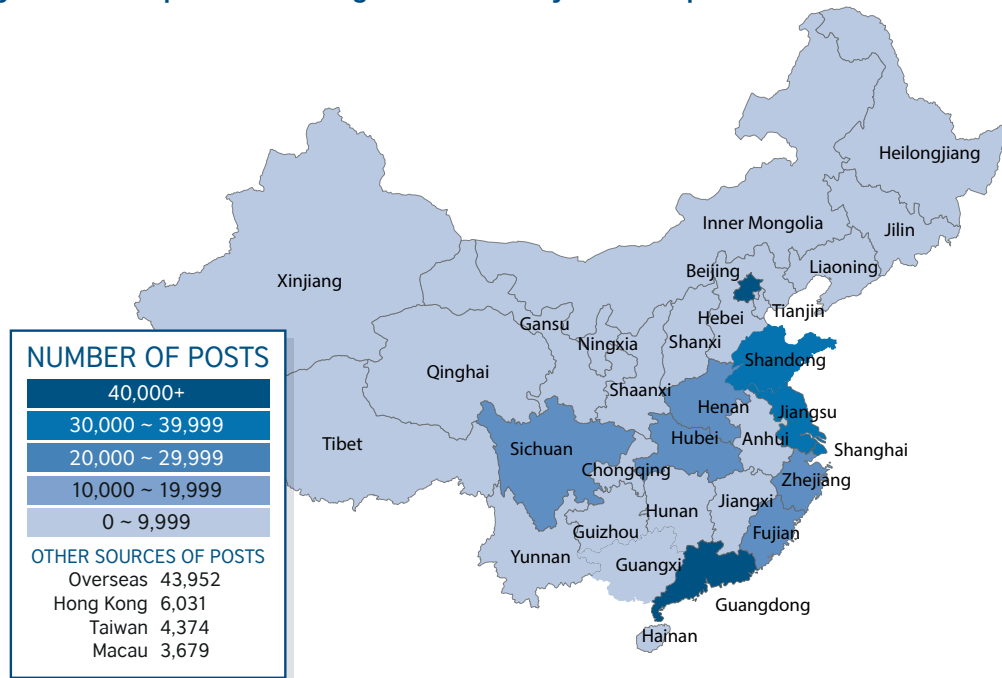 Heilongjiang
Inner Mongolia
Jilin
Beijing
Liaoning
Xinjiang
Tianjin
Hebei
Gansu
Ningxia
Shanxi
Shandong
Qinghai
Shaanxi
Henan
Jiangsu
Tibet
Sichuan
Hubei
Anhui
Shanghai
Chongqing
Zhejiang
Hunan
Jiangxi
Guizhou
Fujian
Yunnan
Guangxi
Guangdong
Hainan
NUMBER OF POSTS
40,000+
30,000 ~ 39,999
20,000 ~ 29,999
10,000 ~ 19,999
0 ~ 9,999
OTHER SOURCES OF POSTS
Overseas 43,952
Hong Kong 6,031
Taiwan 4,374
Macau 3,679